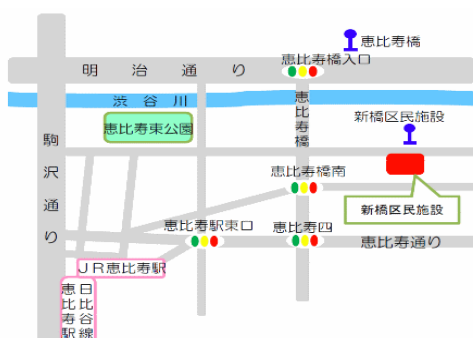 恵比寿橋
明治通り
恵比寿橋入口
渋谷川
恵比寿橋
新橋区民施設
恵比寿東公園
駒沢通り
恵比寿橋南
新橋区民施設
恵比寿駅東口
恵比寿四
恵比寿通り
JR恵比寿駅
日比谷線
恵比寿駅